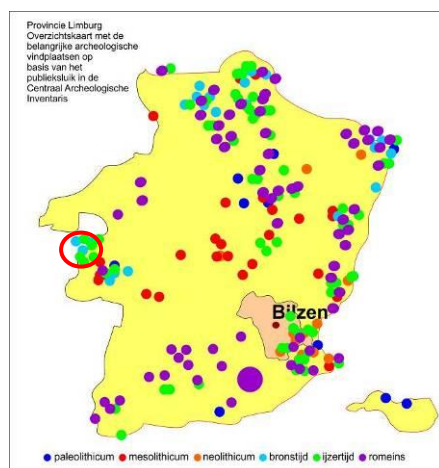 Provincie Limburg
Overzichtskaart met de
belangrijke archeologische
vindplaatsen op
basis van het
publieksluik in de
Centraal Archeologische
Inventaris
Bilzen
paleolithicum mesolithicum neolithicum bronstijd ijzertijd romeins